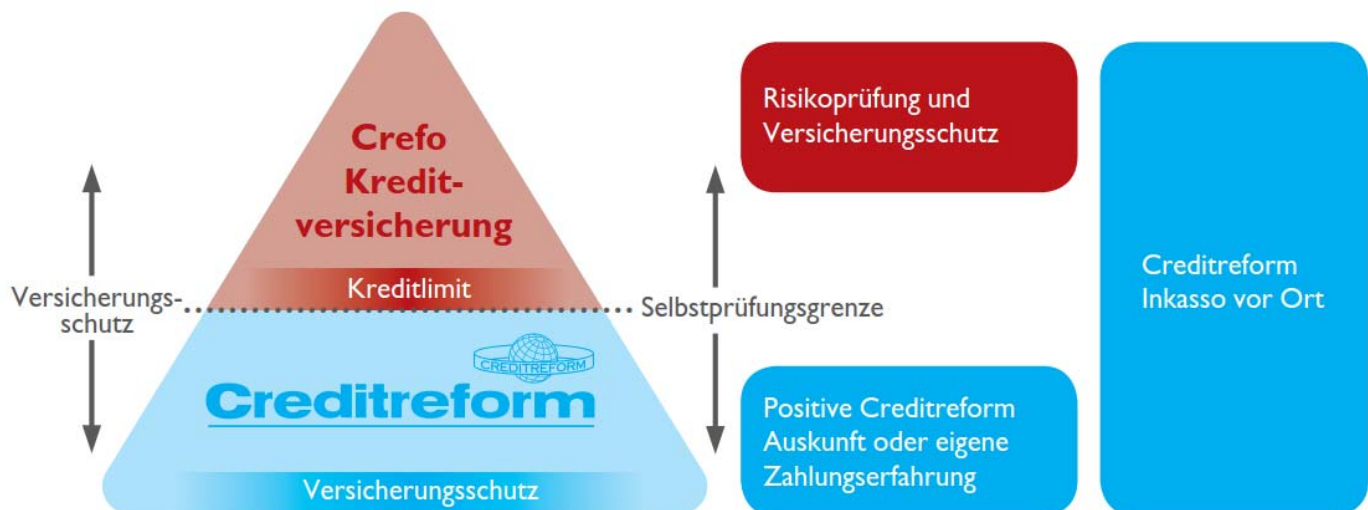 Crefo
Kredit-
versicherung
Kreditlimit
Versicherungs-
schutz
Selbstprüfungsgrenze
CREDITREFORM
Creditreform
Versicherungsschutz
Risikoprüfung und
Versicherungsschutz
Positive Creditreform
Auskunft oder eigene
Zahlungserfahrung
Creditreform
Inkasso vor Ort